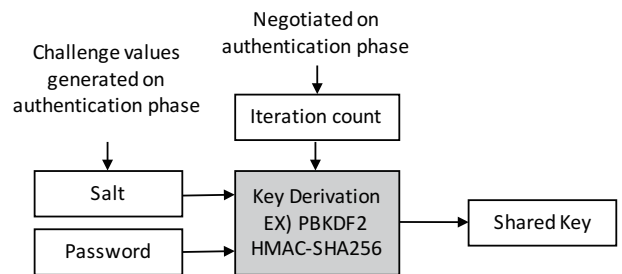 Negotiated on
authentication phase
Challenge values
generated on
authentication phase
Iteration count
Salt
Key Derivation
EX) PBKDF2
HMAC-SHA256
Password
Shared Key